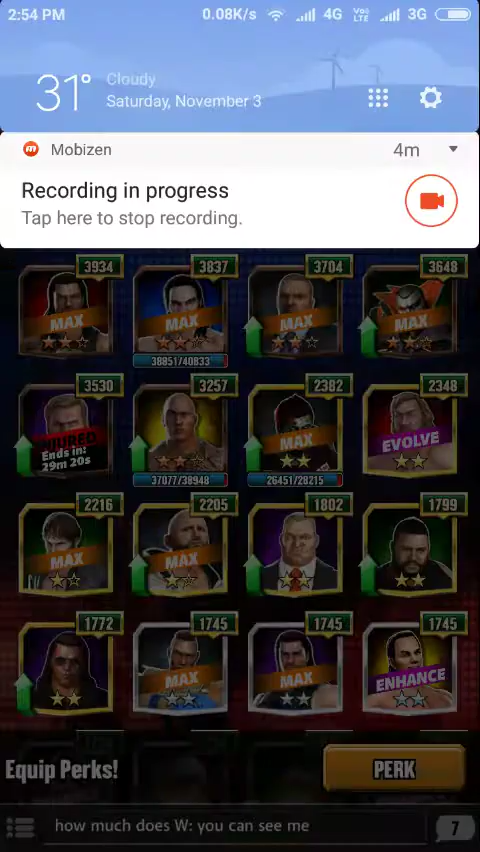 2:54 PM 0.08K/s 4G Vo) LTE 3G
31° Cloudy
Saturday, November 3
Mobizen 4m
Recording in progress
Tap here to stop recording.
3934 3837 3704 3648
MAX MAX MAX MAX
38851/40833
3530 3257 2382 2348
INJURED
Ends in:
29m 20s
MAX EVOLVE
37077/38948 26451/28215
2216 2205 1802 1799
MAX MAX
1772 1745 1745 1745
MAX MAX ENHANCE
Equip Perks! PERK
how much does W: you can see me 7